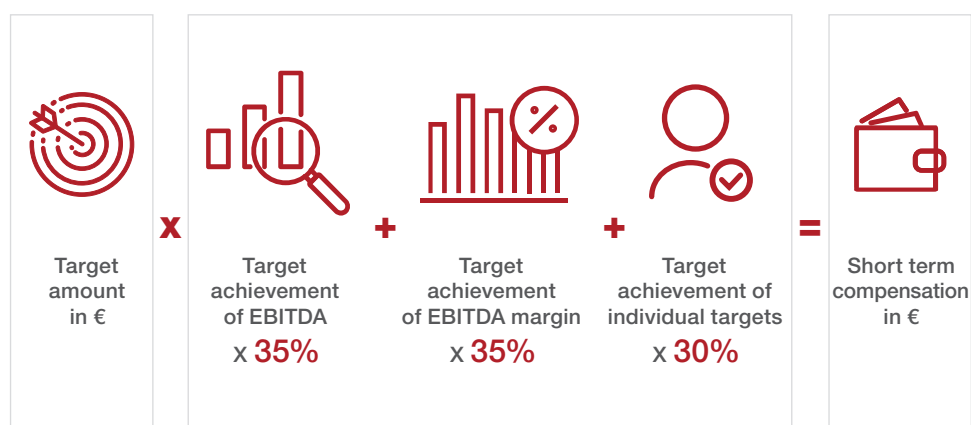 Target
amount
in €
x
Target
achievement
of EBITDA
x 35%
+
Target
achievement
of EBITDA margin
x 35%
%
+
Target
achievement of
individual targets
x 30%
=
Short term
compensation
in €